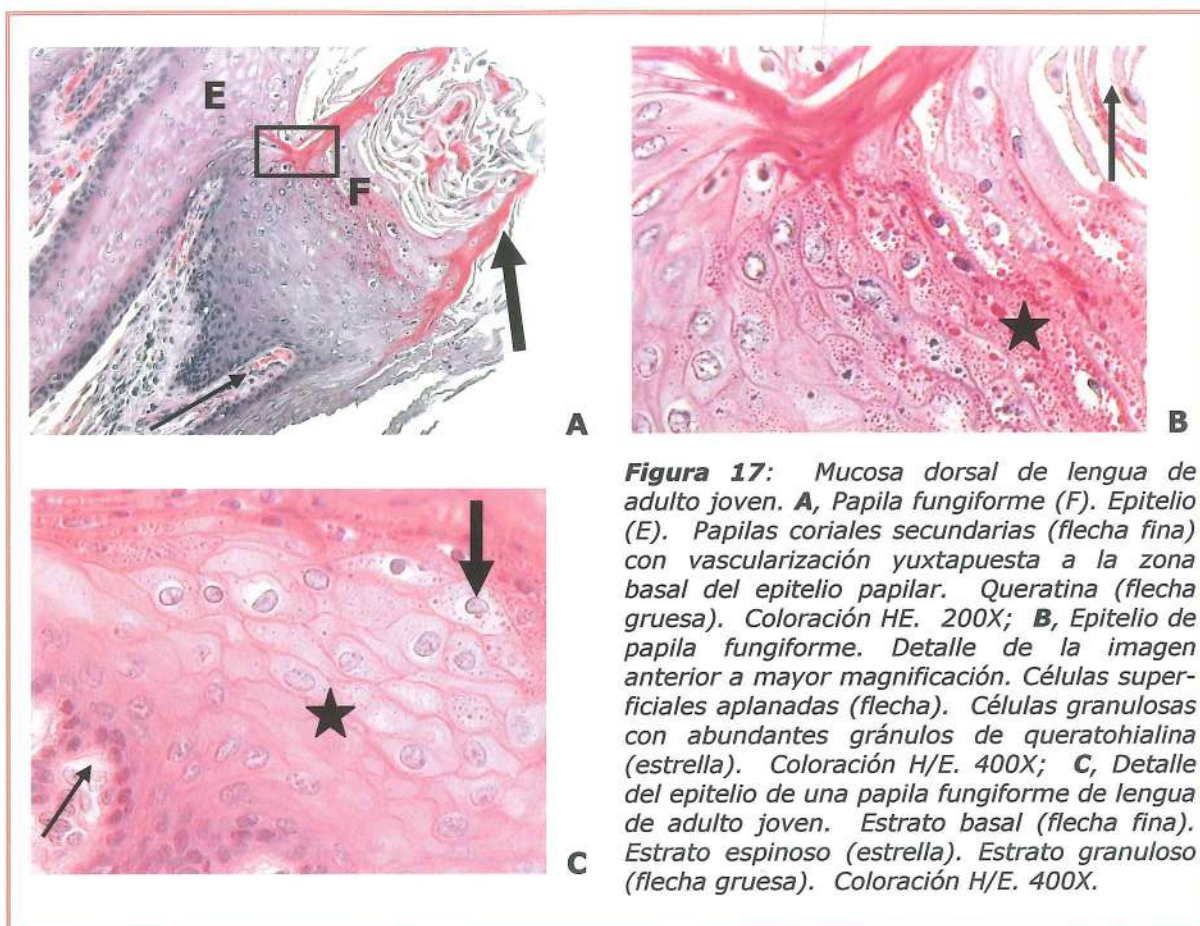 E
F
A
B
C
Figura 17: Mucosa dorsal de lengua de
adulto joven. A, Papila fungiforme (F). Epitelio
(E). Papilas coriales secundarias (flecha fina)
con vascularización yuxtapuesta a la zona
basal del epitelio papilar. Queratina (flecha
gruesa). Coloración HE. 200X; B, Epitelio de
papila fungiforme. Detalle de la imagen
anterior a mayor magnificación. Células super-
ficiales aplanadas (flecha). Células granulosas
con abundantes gránulos de queratohialina
(estrella). Coloración H/E. 400X; C, Detalle
del epitelio de una papila fungiforme de lengua
de adulto joven. Estrato basal (flecha fina).
Estrato espinoso (estrella). Estrato granuloso
(flecha gruesa). Coloración H/E. 400X.